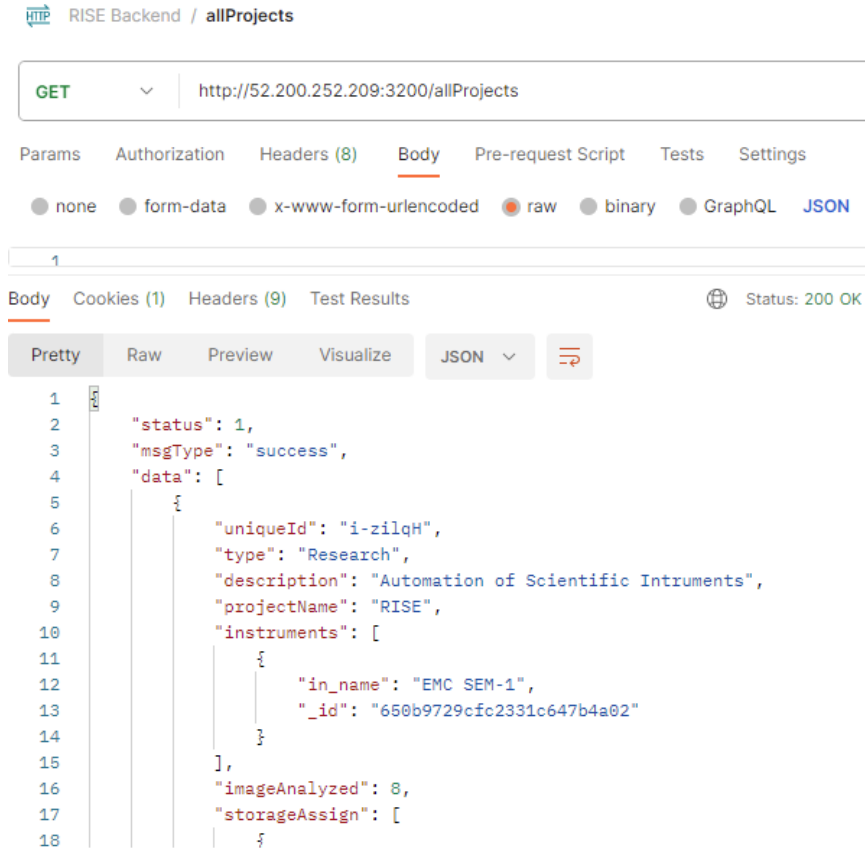 HTTP RISE Backend / allProjects
GET http://52.200.252.209:3200/allProjects
Params Authorization Headers (8) Body Pre-request Script Tests Settings
none form-data x-www-form-urlencoded raw binary GraphQL JSON
1
Body Cookies (1) Headers (9) Test Results Status: 200 OK
Pretty Raw Preview Visualize JSON
1 {
2 "status": 1,
3 "msgType": "success",
4 "data": [
5 {
6 "uniqueId": "i-zilqH",
7 "type": "Research",
8 "description": "Automation of Scientific Intruments",
9 "projectName": "RISE",
10 "instruments": [
11 {
12 "in_name": "EMC SEM-1",
13 "_id": "650b9729cfc2331c647b4a02"
14 }
15 ],
16 "imageAnalyzed": 8,
17 "storageAssign": [
18 {